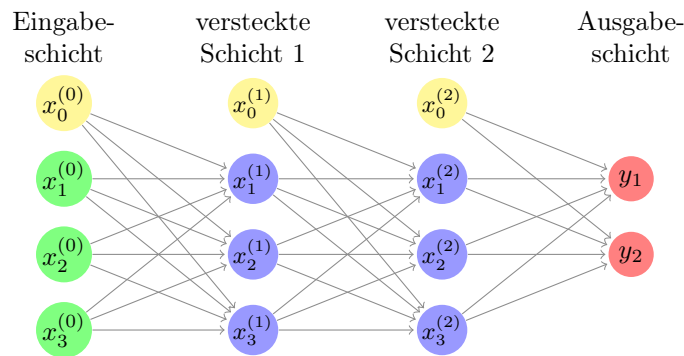 Eingabe-
schicht
versteckte
Schicht 1
versteckte
Schicht 2
Ausgabe-
schicht
x_0^{(0)} x_0^{(1)} x_0^{(2)}
x_1^{(0)} x_1^{(1)} x_1^{(2)} y_1
x_2^{(0)} x_2^{(1)} x_2^{(2)} y_2
x_3^{(0)} x_3^{(1)} x_3^{(2)}